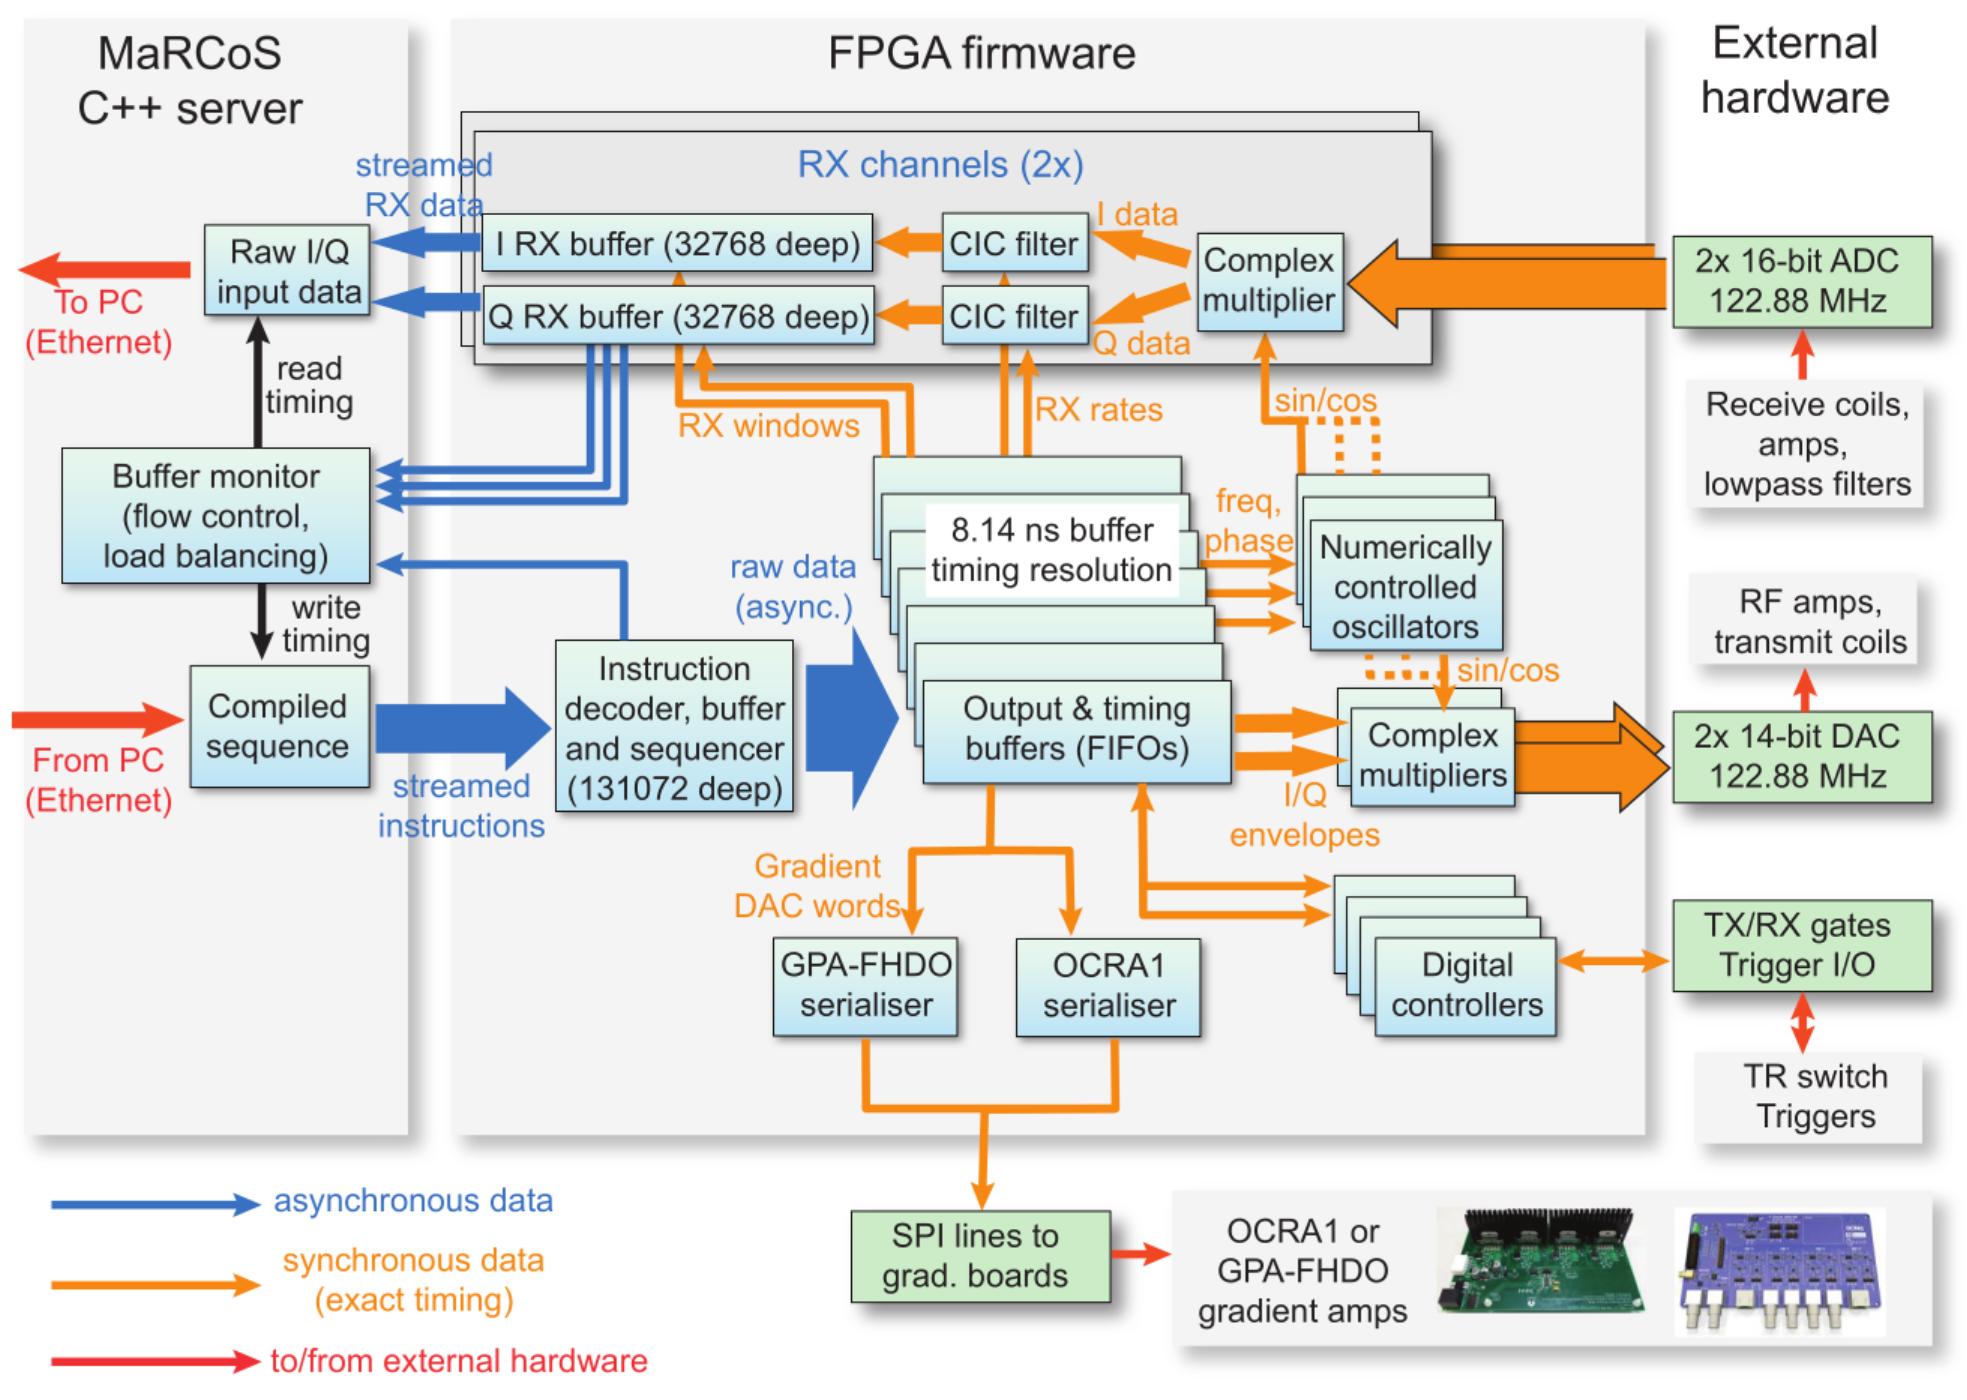 MaRCoS
C++ server
FPGA firmware
External
hardware
RX channels (2x)
streamed
RX data
Raw I/Q
input data
I RX buffer (32768 deep)
Q RX buffer (32768 deep)
CIC filter
CIC filter
I data
Q data
Complex
multiplier
2x 16-bit ADC
122.88 MHz
To PC
(Ethernet)
read
timing
RX windows
RX rates
sin/cos
Receive coils,
amps,
lowpass filters
Buffer monitor
(flow control,
load balancing)
8.14 ns buffer
timing resolution
freq,
phase
Numerically
controlled
oscillators
raw data
(async.)
write
timing
RF amps,
transmit coils
Compiled
sequence
From PC
(Ethernet)
streamed
instructions
Instruction
decoder, buffer
and sequencer
(131072 deep)
Output & timing
buffers (FIFOs)
sin/cos
Complex
multipliers
2x 14-bit DAC
122.88 MHz
I/Q
envelopes
Gradient
DAC words
GPA-FHDO
serialiser
OCRA1
serialiser
Digital
controllers
TX/RX gates
Trigger I/O
TR switch
Triggers
asynchronous data
synchronous data
(exact timing)
to/from external hardware
SPI lines to
grad. boards
OCRA1 or
GPA-FHDO
gradient amps